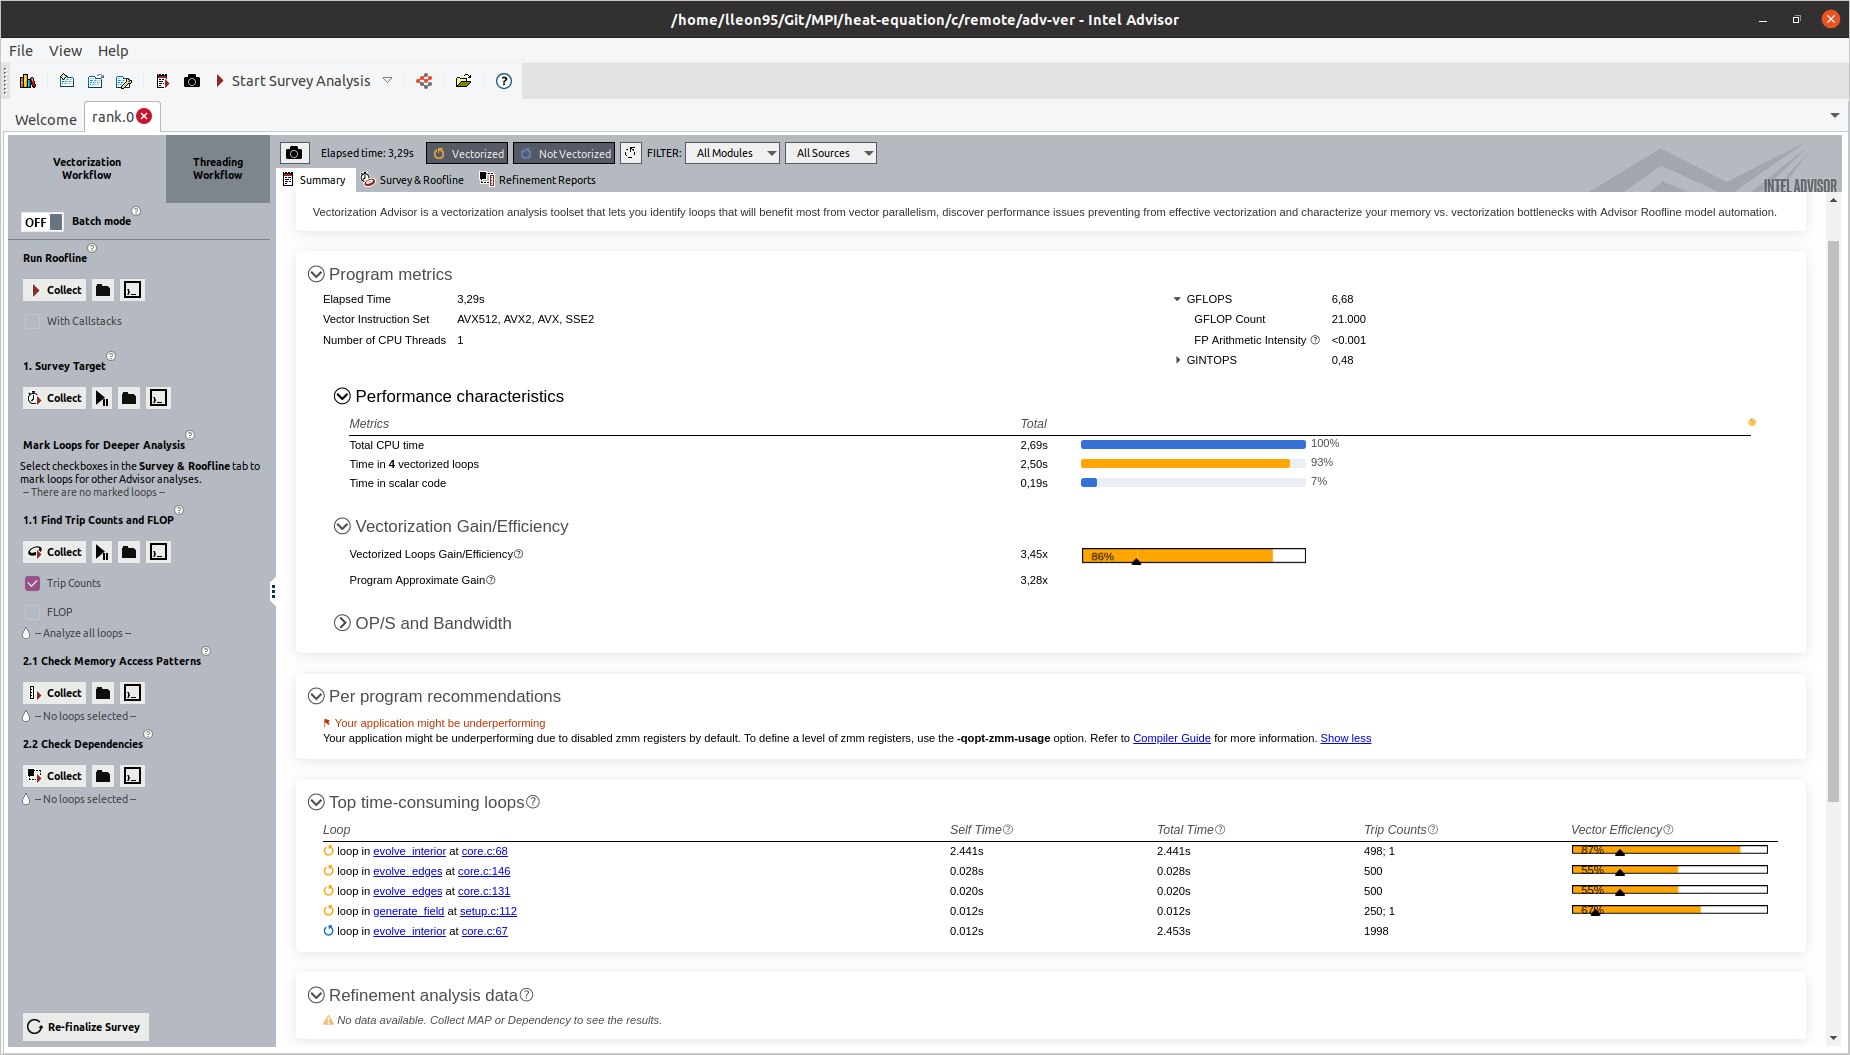 /home/lleon95/Git/MPI/heat-equation/c/remote/adv-ver - Intel Advisor
File View Help
Start Survey Analysis
Welcome rank.0
Vectorization Workflow
Threading Workflow
OFF Batch mode
Run Roofline
Collect
With Callstacks
1. Survey Target
Collect
Mark Loops for Deeper Analysis
Select checkboxes in the Survey & Roofline tab to
mark loops for other Advisor analyses.
-- There are no marked loops --
1.1 Find Trip Counts and FLOP
Collect
Trip Counts
FLOP
-- Analyze all loops --
2.1 Check Memory Access Patterns
Collect
-- No loops selected --
2.2 Check Dependencies
Collect
-- No loops selected --
Re-finalize Survey
Elapsed time: 3,29s Vectorized Not Vectorized FILTER: All Modules All Sources
Summary Survey & Roofline Refinement Reports
INTEL ADVISOR
Vectorization Advisor is a vectorization analysis toolset that lets you identify loops that will benefit most from vector parallelism, discover performance issues preventing from effective vectorization and characterize your memory vs. vectorization bottlenecks with Advisor Roofline model automation.
Program metrics
Elapsed Time 3,29s
Vector Instruction Set AVX512, AVX2, AVX, SSE2
Number of CPU Threads 1
GFLOPS 6,68
GFLOP Count 21.000
FP Arithmetic Intensity <0.001
GINTOPS 0,48
Performance characteristics
Metrics Total
Total CPU time 2,69s 100%
Time in 4 vectorized loops 2,50s 93%
Time in scalar code 0,19s 7%
Vectorization Gain/Efficiency
Vectorized Loops Gain/Efficiency 3,45x 86%
Program Approximate Gain 3,28x
OP/S and Bandwidth
Per program recommendations
Your application might be underperforming
Your application might be underperforming due to disabled zmm registers by default. To define a level of zmm registers, use the -qopt-zmm-usage option. Refer to Compiler Guide for more information. Show less
Top time-consuming loops
Loop Self Time Total Time Trip Counts Vector Efficiency
loop in evolve_interior at core.c:68 2.441s 2.441s 498; 1 87%
loop in evolve_edges at core.c:146 0.028s 0.028s 500 55%
loop in evolve_edges at core.c:131 0.020s 0.020s 500 55%
loop in generate_field at setup.c:112 0.012s 0.012s 250; 1 67%
loop in evolve_interior at core.c:67 0.012s 2.453s 1998
Refinement analysis data
No data available. Collect MAP or Dependency to see the results.